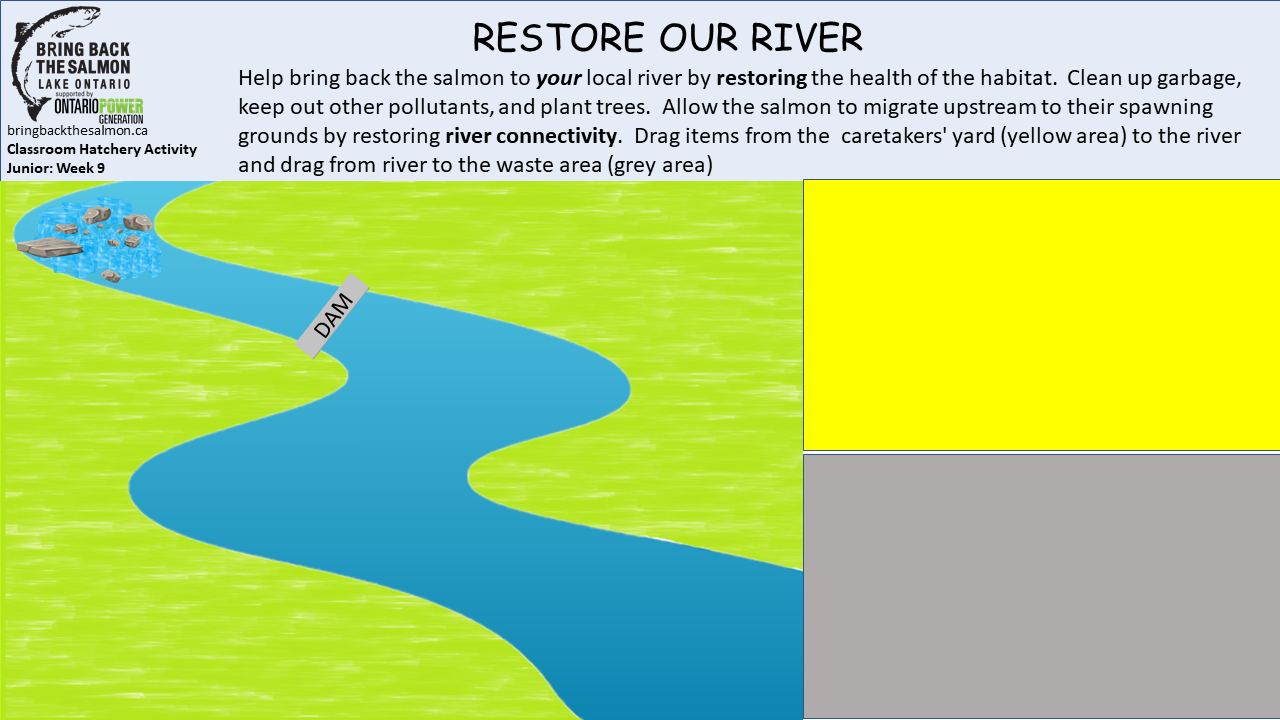 BRING BACK
THE SALMON
LAKE ONTARIO
supported by
ONTARIOPOWER
GENERATION
bringbackthesalmon.ca
Classroom Hatchery Activity
Junior: Week 9
RESTORE OUR RIVER
Help bring back the salmon to your local river by restoring the health of the habitat. Clean up garbage,
keep out other pollutants, and plant trees. Allow the salmon to migrate upstream to their spawning
grounds by restoring river connectivity. Drag items from the caretakers' yard (yellow area) to the river
and drag from river to the waste area (grey area)
DAM